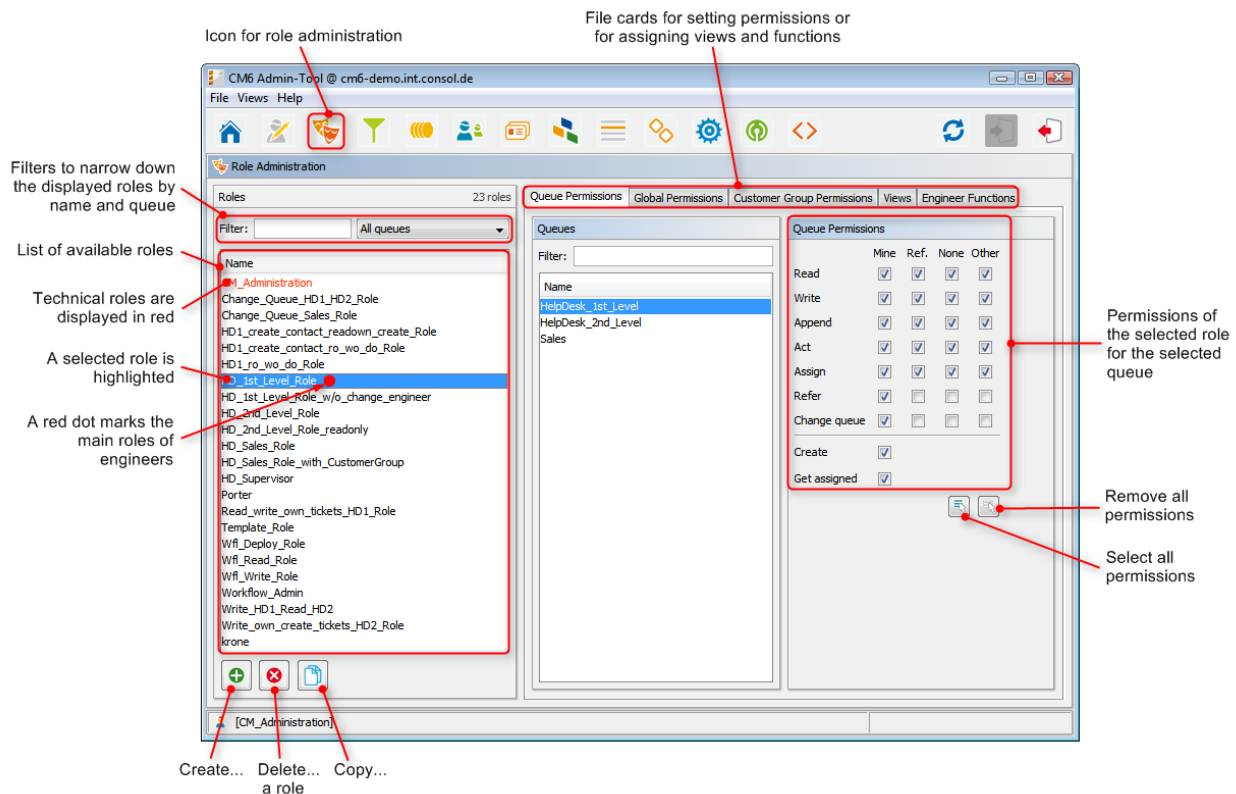 File cards for setting permissions or
for assigning views and functions
Icon for role administration
CM6 Admin-Tool @ cm6-demo.int.consol.de
File Views Help
Role Administration
Filters to narrow down
the displayed roles by
name and queue
List of available roles
Technical roles are
displayed in red
A selected role is
highlighted
A red dot marks the
main roles of
engineers
Roles 23 roles
Filter: All queues
Name
CM_Administration
Change_Queue_HD1_HD2_Role
Change_Queue_Sales_Role
HD1_create_contact_readown_create_Role
HD1_create_contact_ro_wo_do_Role
HD1_ro_wo_do_Role
HD_1st_Level_Role
HD_1st_Level_Role_w/o_change_engineer
HD_2nd_Level_Role
HD_2nd_Level_Role_readonly
HD_Sales_Role
HD_Sales_Role_with_CustomerGroup
HD_Supervisor
Porter
Read_write_own_tickets_HD1_Role
Template_Role
Wfl_Deploy_Role
Wfl_Read_Role
Wfl_Write_Role
Workflow_Admin
Write_HD1_Read_HD2
Write_own_create_tickets_HD2_Role
krone
Queue Permissions Global Permissions Customer Group Permissions Views Engineer Functions
Queues
Filter:
Name
HelpDesk_1st_Level
HelpDesk_2nd_Level
Sales
Queue Permissions
Mine Ref. None Other
Read
Write
Append
Act
Assign
Refer
Change queue
Create
Get assigned
Permissions of
the selected role
for the selected
queue
Remove all
permissions
Select all
permissions
[CM_Administration]
Create... Delete... Copy...
a role